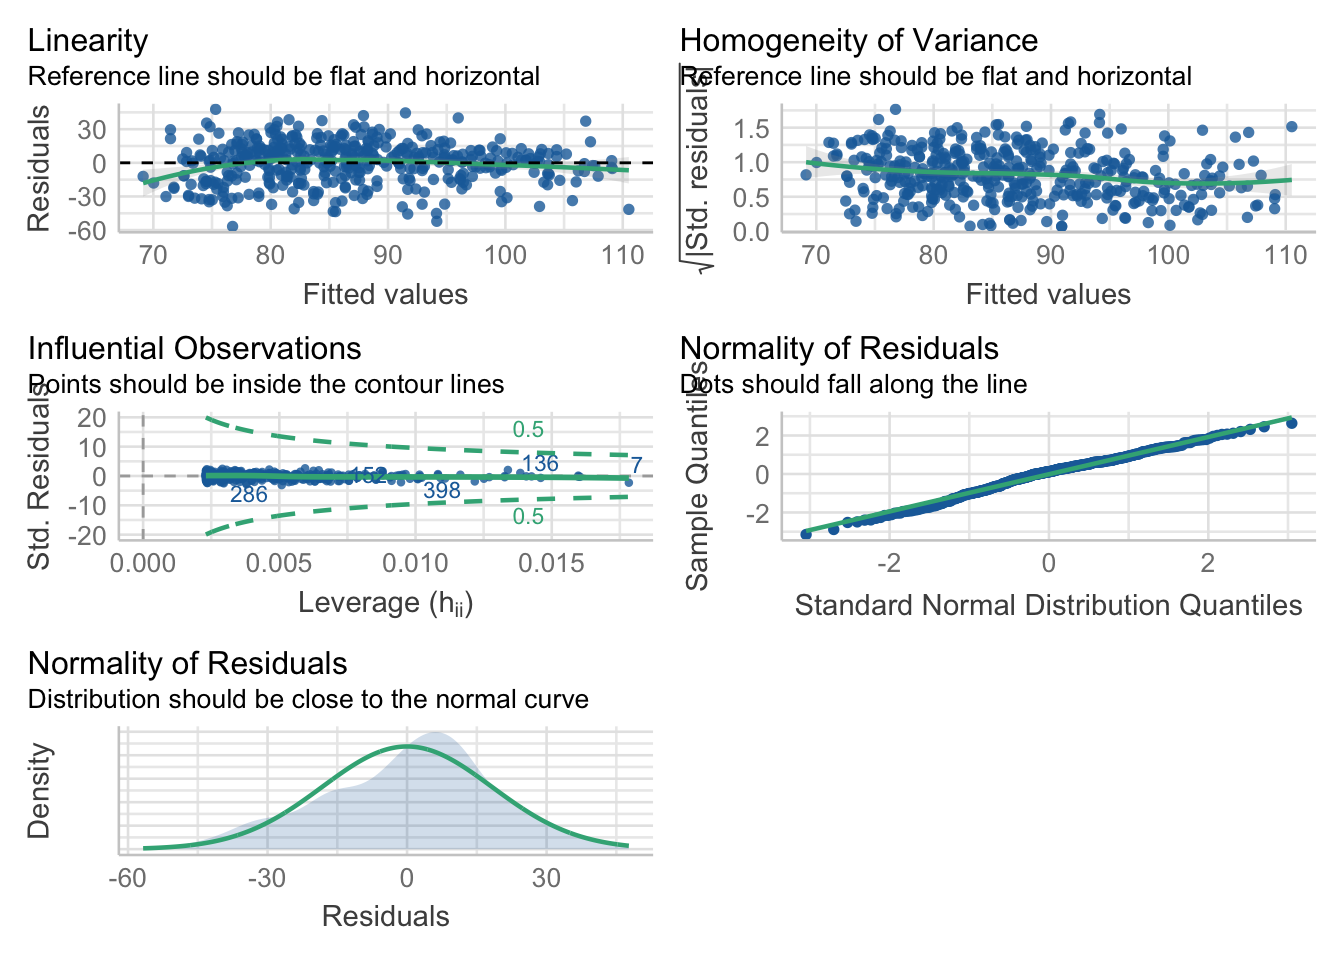 Linearity
Reference line should be flat and horizontal
Residuals
30
0
-30
-60
70 80 90 100 110
Fitted values
Homogeneity of Variance
Reference line should be flat and horizontal
√|Std. residuals|
1.5
1.0
0.5
0.0
70 80 90 100 110
Fitted values
Influential Observations
Points should be inside the contour lines
Std. Residuals
20
10
0
-10
-20
0.5
152
136
7
286
398
0.5
0.000 0.005 0.010 0.015
Leverage (hii)
Normality of Residuals
Dots should fall along the line
Sample Quantiles
2
0
-2
-2 0 2
Standard Normal Distribution Quantiles
Normality of Residuals
Distribution should be close to the normal curve
Density
-60 -30 0 30
Residuals